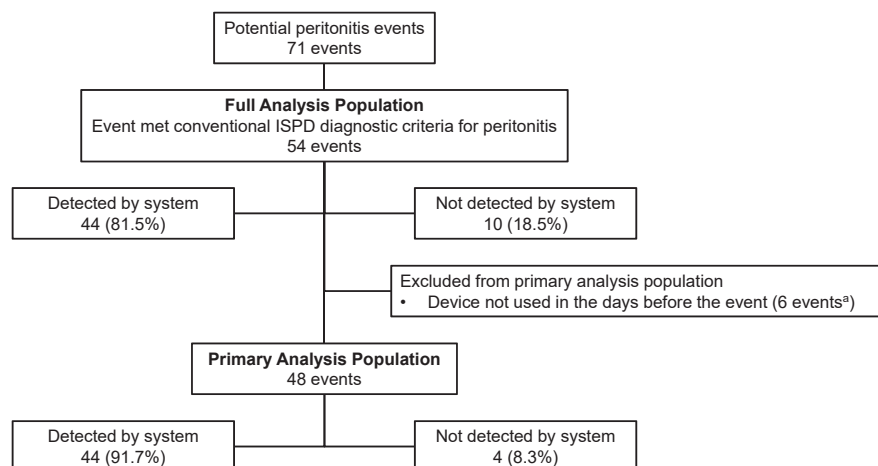 Potential peritonitis events
71 events
Full Analysis Population
Event met conventional ISPD diagnostic criteria for peritonitis
54 events
Detected by system
44 (81.5%)
Not detected by system
10 (18.5%)
Excluded from primary analysis population
• Device not used in the days before the event (6 eventsᵃ)
Primary Analysis Population
48 events
Detected by system
44 (91.7%)
Not detected by system
4 (8.3%)